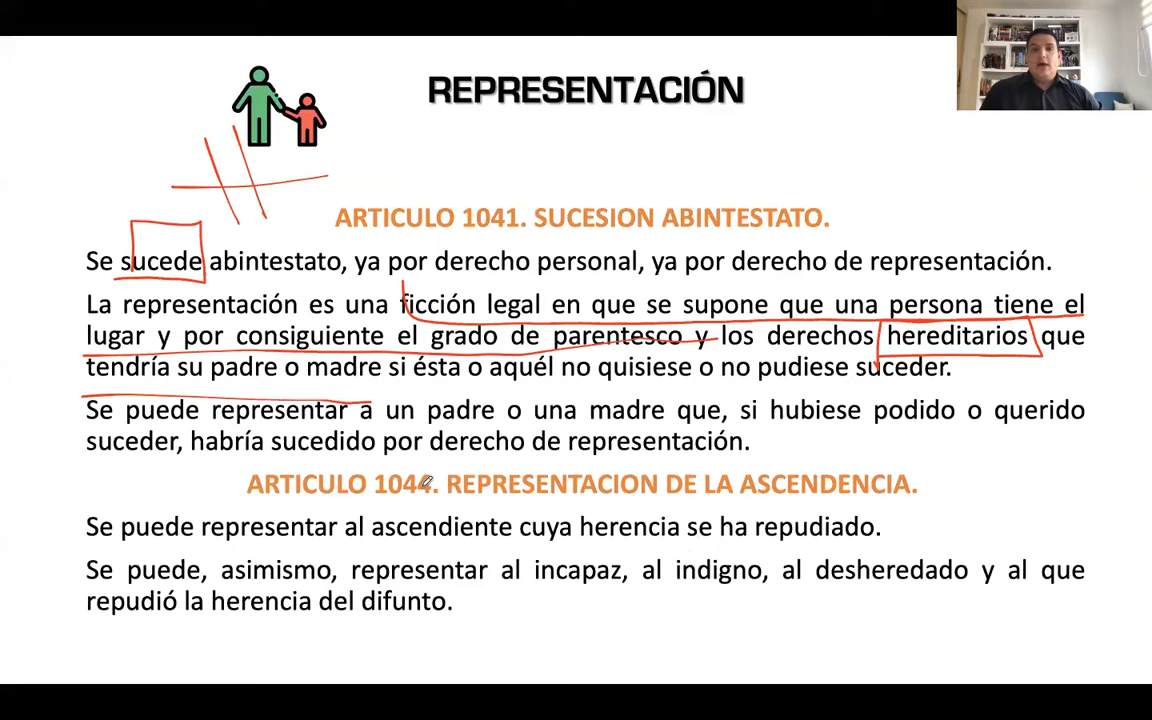 REPRESENTACIÓN
ARTICULO 1041. SUCESION ABINTESTATO.
Se sucede abintestato, ya por derecho personal, ya por derecho de representación.
La representación es una ficción legal en que se supone que una persona tiene el
lugar y por consiguiente el grado de parentesco y los derechos hereditarios que
tendría su padre o madre si ésta o aquél no quisiese o no pudiese suceder.
Se puede representar a un padre o una madre que, si hubiese podido o querido
suceder, habría sucedido por derecho de representación.
ARTICULO 1044. REPRESENTACION DE LA ASCENDENCIA.
Se puede representar al ascendiente cuya herencia se ha repudiado.
Se puede, asimismo, representar al incapaz, al indigno, al desheredado y al que
repudió la herencia del difunto.